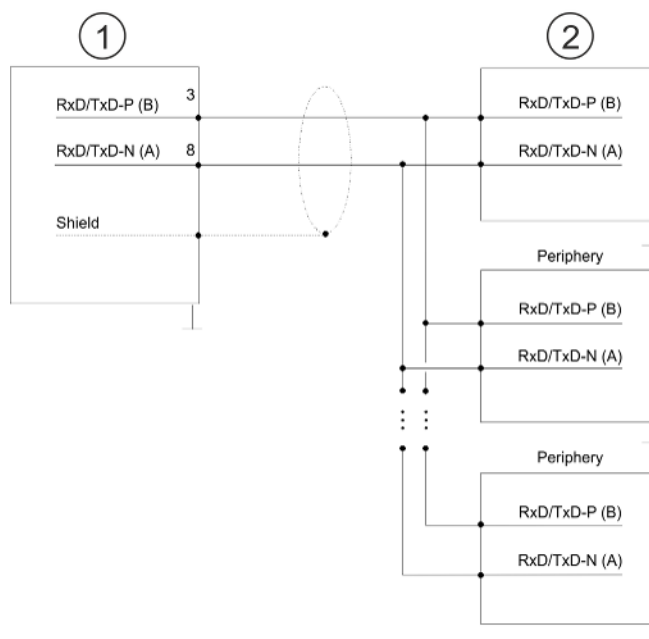 1
2
RxD/TxD-P (B)
3
RxD/TxD-N (A)
8
Shield
RxD/TxD-P (B)
RxD/TxD-N (A)
Periphery
RxD/TxD-P (B)
RxD/TxD-N (A)
Periphery
RxD/TxD-P (B)
RxD/TxD-N (A)